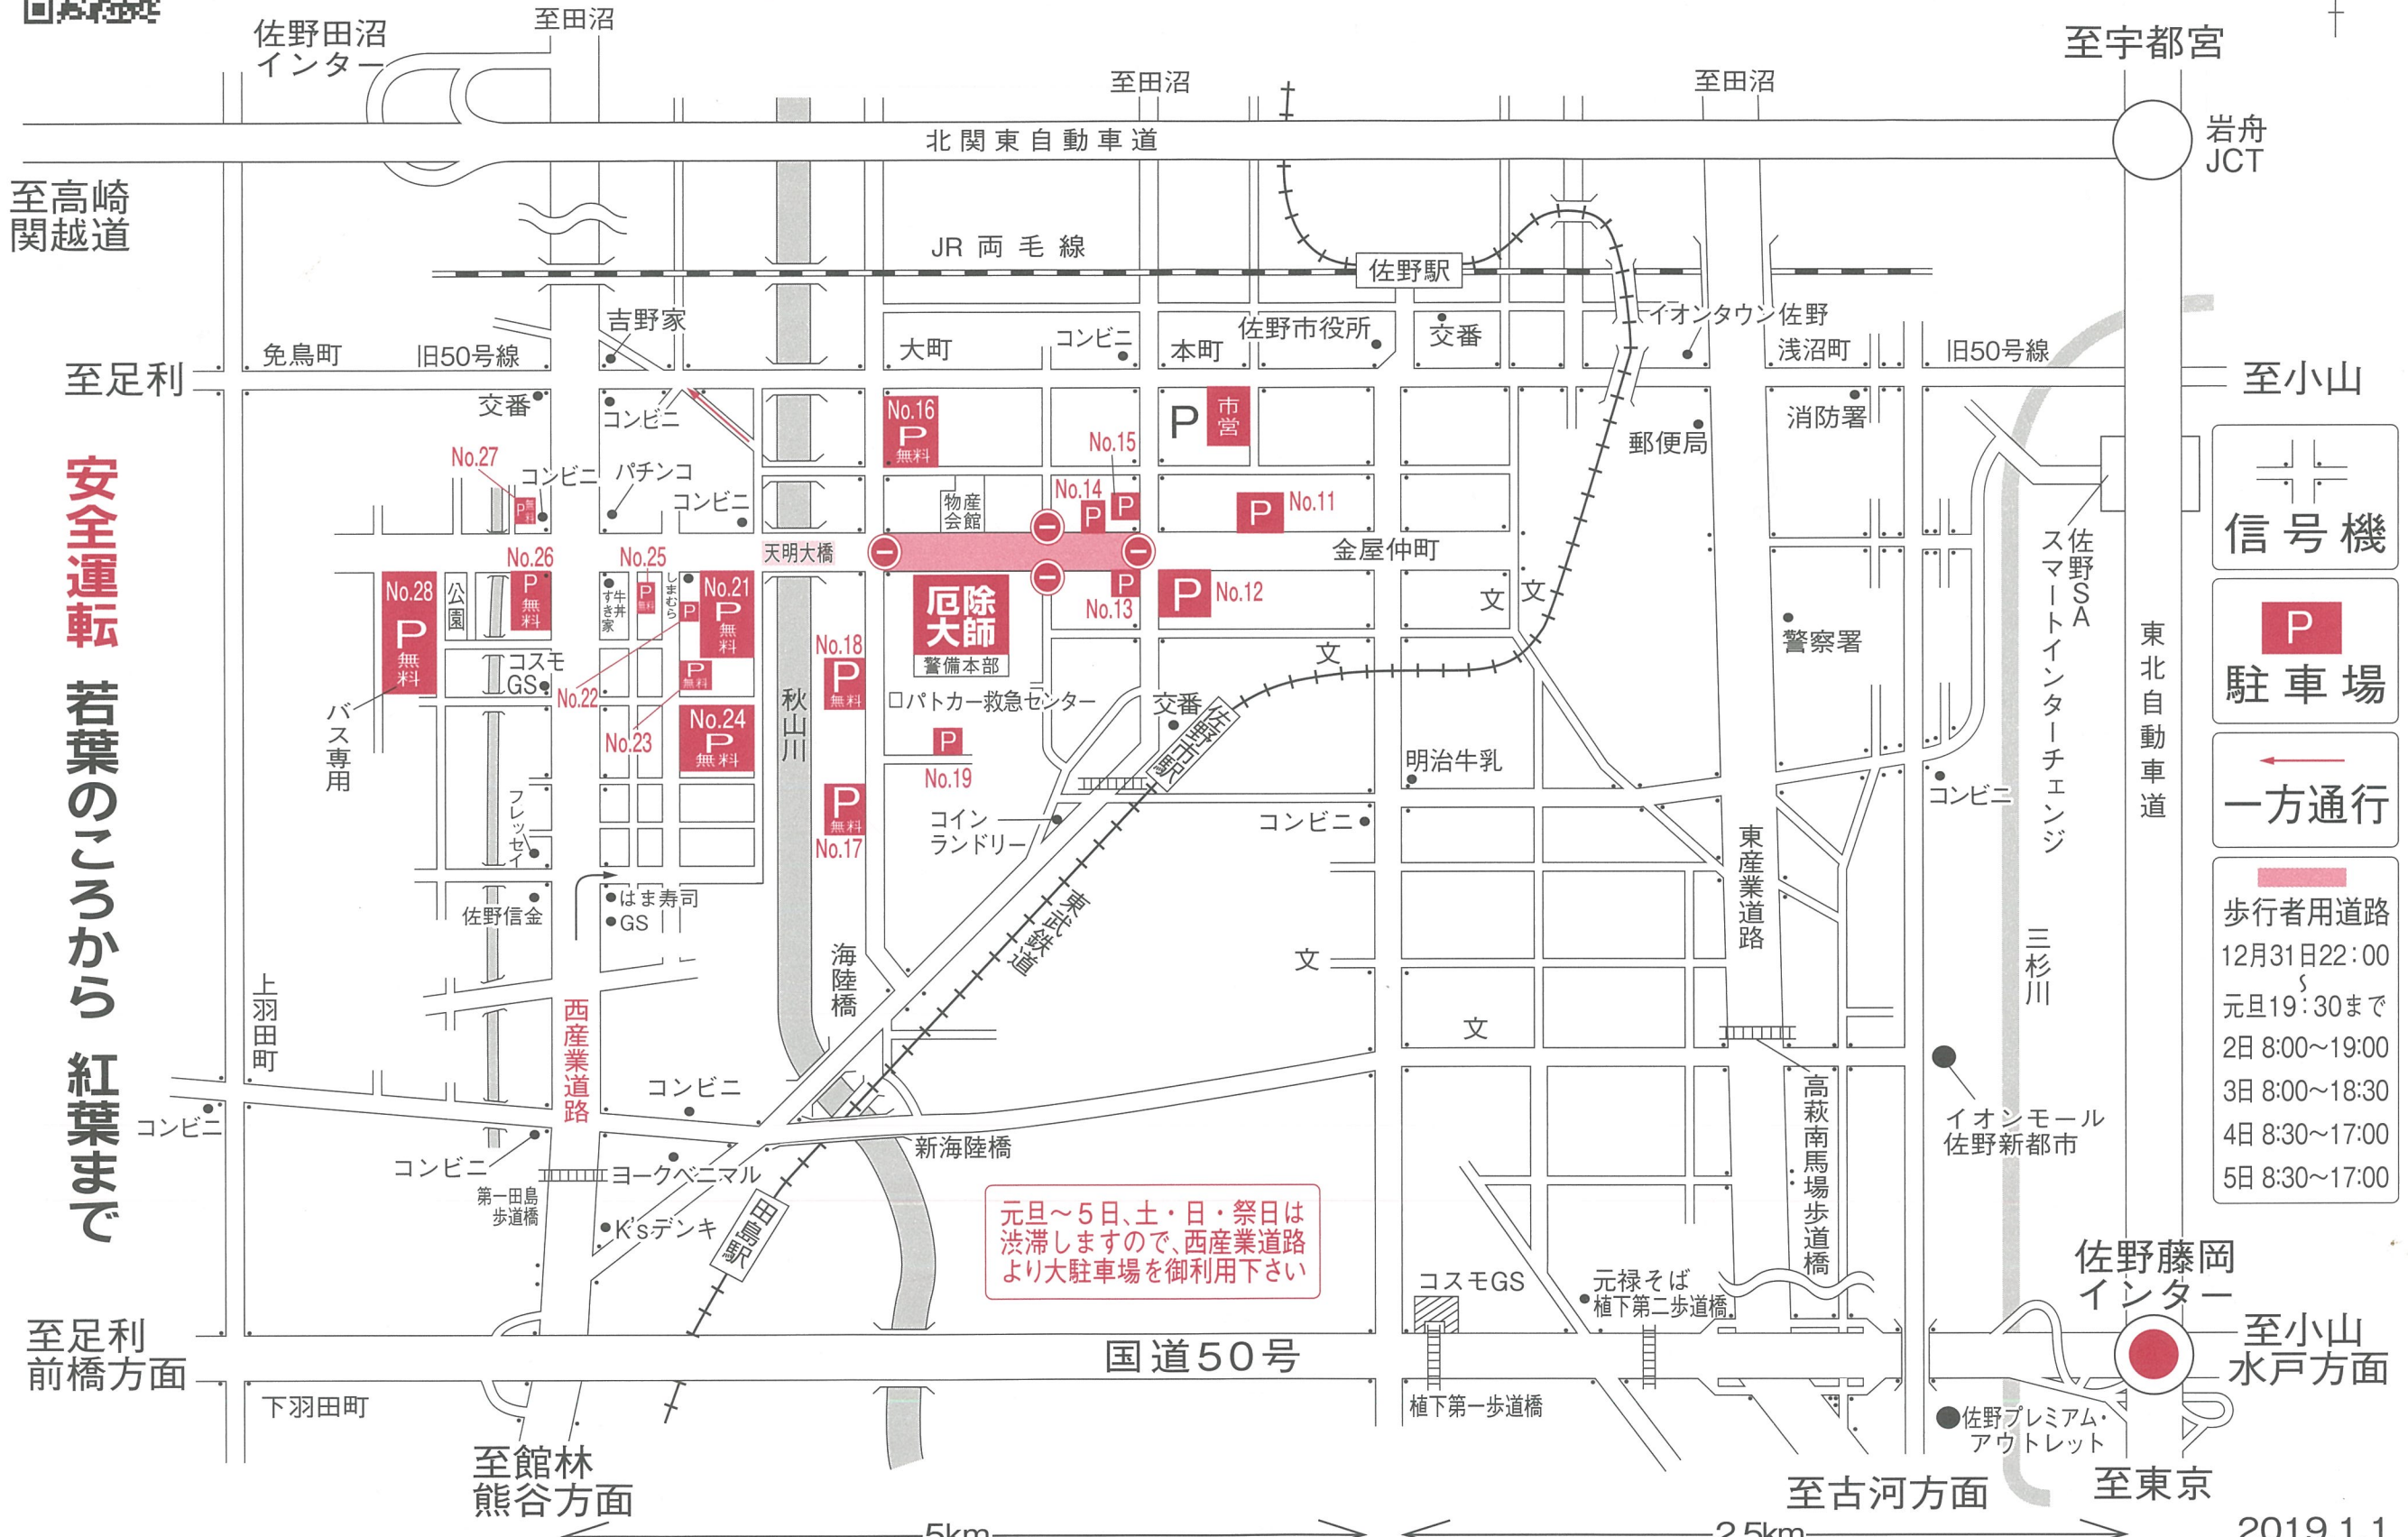 佐野田沼
インター
至田沼
至田沼
至田沼
至宇都宮
北関東自動車道
岩舟
JCT
至高崎
関越道
JR両毛線
佐野駅
吉野家
コンビニ
佐野市役所
交番
イオンタウン佐野
免鳥町
旧50号線
大町
本町
浅沼町
旧50号線
至足利
至小山
交番
コンビニ
No.16
P
無料
P
市営
消防署
郵便局
No.15
P
No.27
P
無料
コンビニ
パチンコ
コンビニ
物産
会館
No.14
P
P
No.11
信号機
天明大橋
金屋仲町
佐野SA
スマートインターチェンジ
東北自動車道
No.28
P
無料
バス専用
公園
No.26
P
無料
牛丼
すき家
No.25
P
無料
しまむら
P
No.22
No.21
P
無料
厄除
大師
警備本部
P
No.13
P
No.12
文
文
文
警察署
P
駐車場
コスモ
GS
P
無料
No.23
No.24
P
無料
秋山川
No.18
P
無料
パトカー救急センター
交番
佐野市駅
P
No.19
明治牛乳
コンビニ
一方通行
フレッセイ
P
無料
No.17
コイン
ランドリー
コンビニ
東産業道路
佐野信金
はま寿司
GS
東武鉄道
海陸橋
文
文
三杉川
歩行者用道路
12月31日22:00
〜
元旦19:30まで
2日 8:00〜19:00
3日 8:00〜18:30
4日 8:30〜17:00
5日 8:30〜17:00
上羽田町
西産業道路
コンビニ
コンビニ
コンビニ
新海陸橋
高萩南馬場歩道橋
イオンモール
佐野新都市
ヨークベニマル
第一田島
歩道橋
K'sデンキ
田島駅
元旦〜5日、土・日・祭日は
渋滞しますので、西産業道路
より大駐車場を御利用下さい
コスモGS
元禄そば
植下第二歩道橋
佐野藤岡
インター
至足利
前橋方面
国道50号
至小山
水戸方面
下羽田町
植下第一歩道橋
佐野プレミアム・
アウトレット
至館林
熊谷方面
至古河方面
至東京
5km
2.5km
2019.1.1
安全運転 若葉のころから 紅葉まで